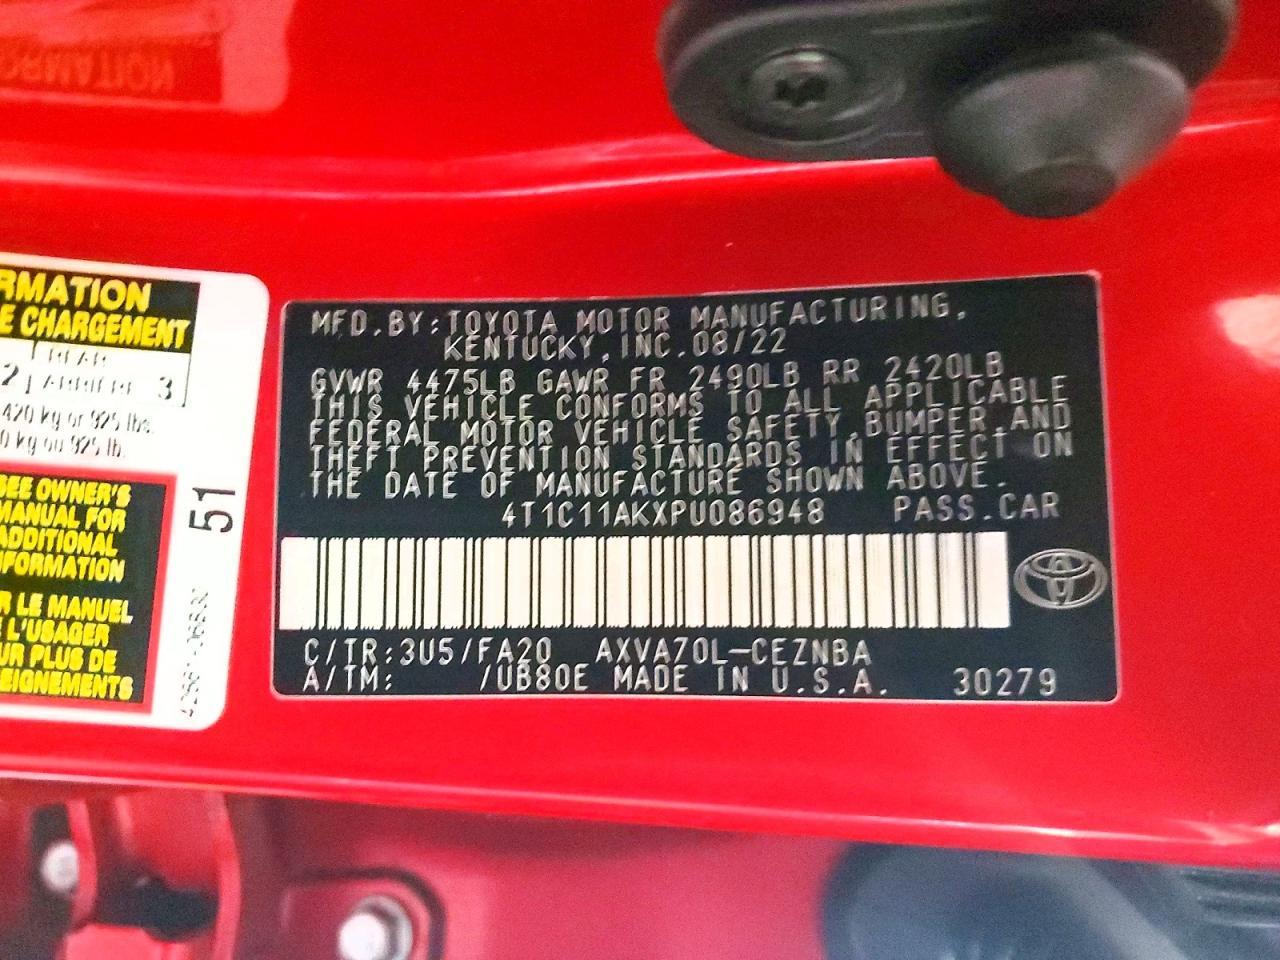 RMATION
E CHARGEMENT
REAR
2 ARRIERE 3
420 kg or 925 lbs.
0 kg ou 925 lb.
SEE OWNER'S
MANUAL FOR
ADDITIONAL
NFORMATION
R LE MANUEL
L'USAGER
UR PLUS DE
EIGNEMENTS
51
MFD.BY:TOYOTA MOTOR MANUFACTURING,
KENTUCKY,INC.08/22
GVWR 4475LB GAWR FR 2490LB RR 2420LB
THIS VEHICLE CONFORMS TO ALL APPLICABLE
FEDERAL MOTOR VEHICLE SAFETY,BUMPER,AND
THEFT PREVENTION STANDARDS IN EFFECT ON
THE DATE OF MANUFACTURE SHOWN ABOVE.
4T1C11AKXPU086948 PASS.CAR
C/TR:3U5/FA20 AXVA70L-CEZNBA
A/TM: /UB80E MADE IN U.S.A. 30279